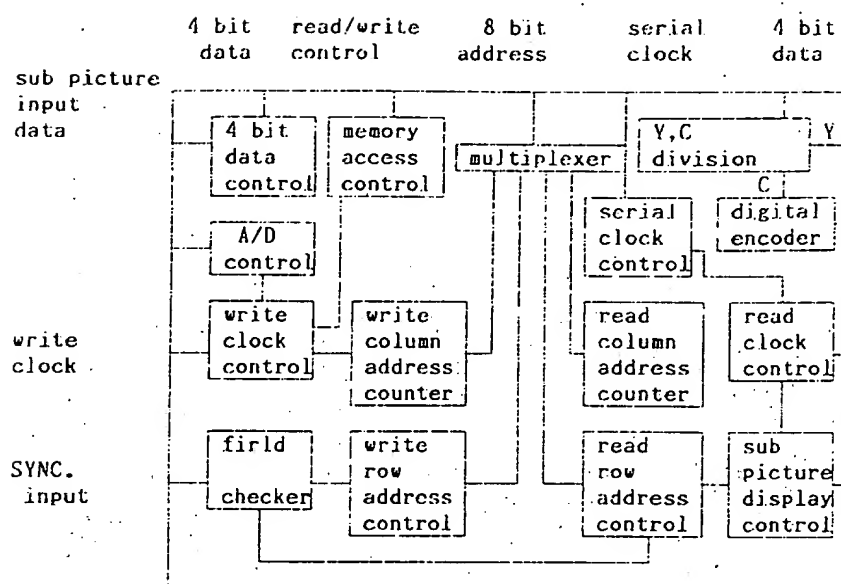 4 bit data
read/write control
8 bit address
serial clock
4 bit data
sub picture
input
data
4 bit
data
control
memory
access
control
multiplexer
Y,C
division
Y
C
A/D
control
serial
clock
control
digital
encoder
write
clock
write
clock
control
write
column
address
counter
read
column
address
counter
read
clock
control
SYNC.
input
firld
checker
write
row
address
control
read
row
address
control
sub
picture
display
control